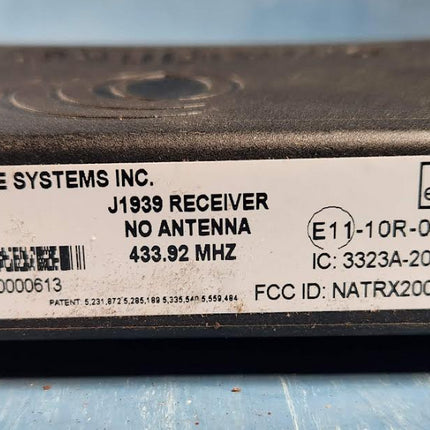 E SYSTEMS INC.
J1939 RECEIVER
NO ANTENNA
433.92 MHZ
0000613
PATENT: 5,231,872 5,285,189 5,335,540 5,559,484
E11-10R-0
IC: 3323A-20
FCC ID: NATRX200
e